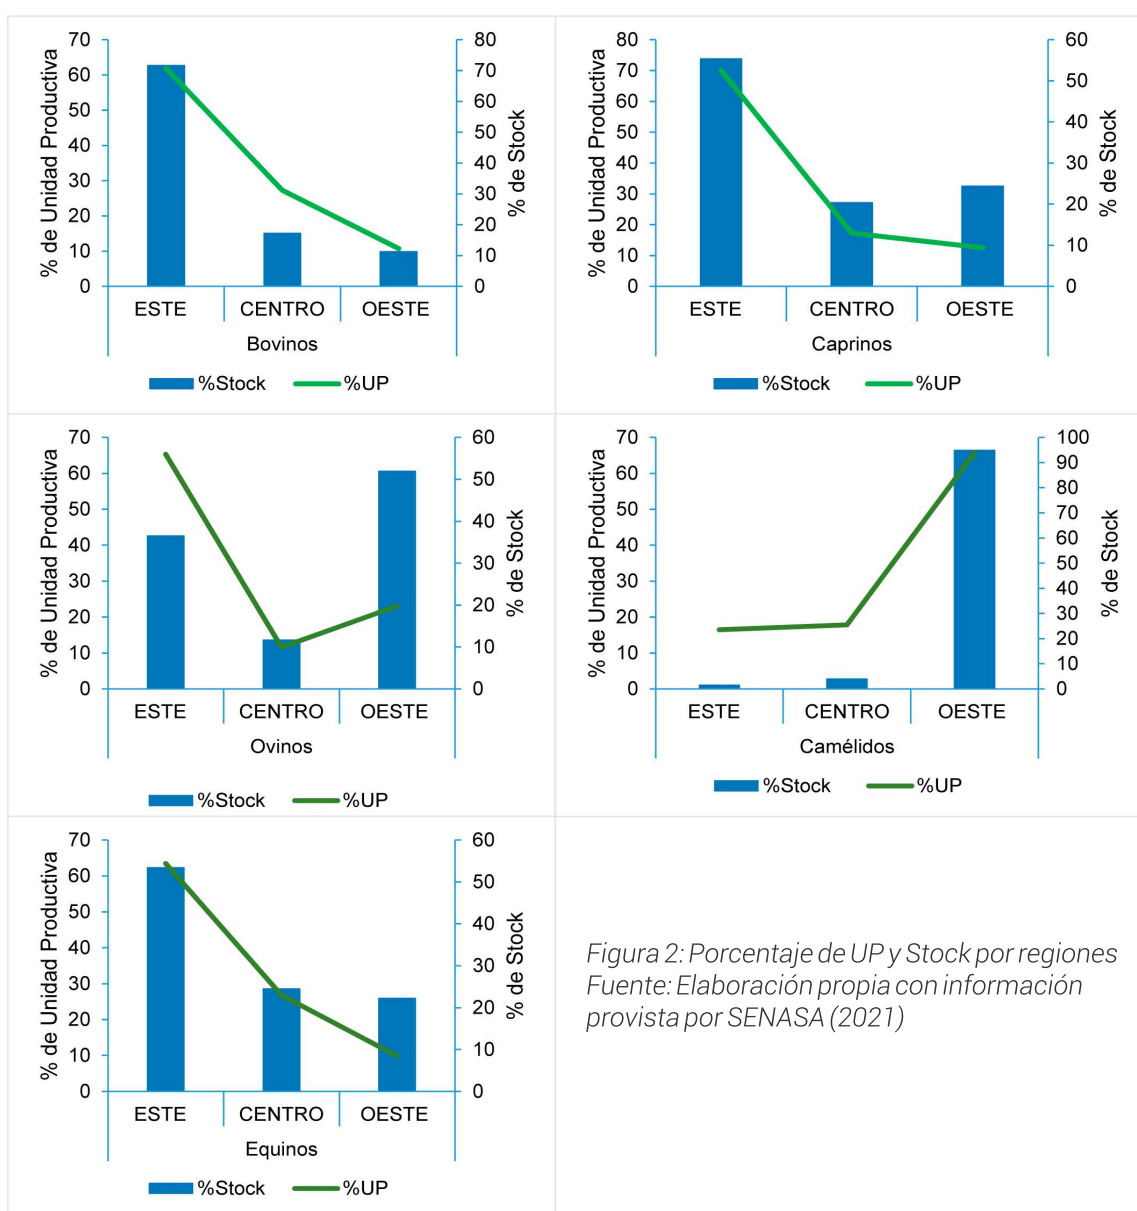 70
60
50
40
30
20
10
0
% de Unidad Productiva
80
70
60
50
40
30
20
10
0
% de Stock
ESTE CENTRO OESTE
Bovinos
%Stock %UP
80
70
60
50
40
30
20
10
0
% de Unidad Productiva
60
50
40
30
20
10
0
% de Stock
ESTE CENTRO OESTE
Caprinos
%Stock %UP
70
60
50
40
30
20
10
0
% de Unidad Productiva
60
50
40
30
20
10
0
% de Stock
ESTE CENTRO OESTE
Ovinos
%Stock %UP
70
60
50
40
30
20
10
0
% de Unidad Productiva
100
90
80
70
60
50
40
30
20
10
0
% de Stock
ESTE CENTRO OESTE
Camélidos
%Stock %UP
70
60
50
40
30
20
10
0
% de Unidad Productiva
60
50
40
30
20
10
0
% de Stock
ESTE CENTRO OESTE
Equinos
%Stock %UP
Figura 2: Porcentaje de UP y Stock por regiones
Fuente: Elaboración propia con información
provista por SENASA (2021)